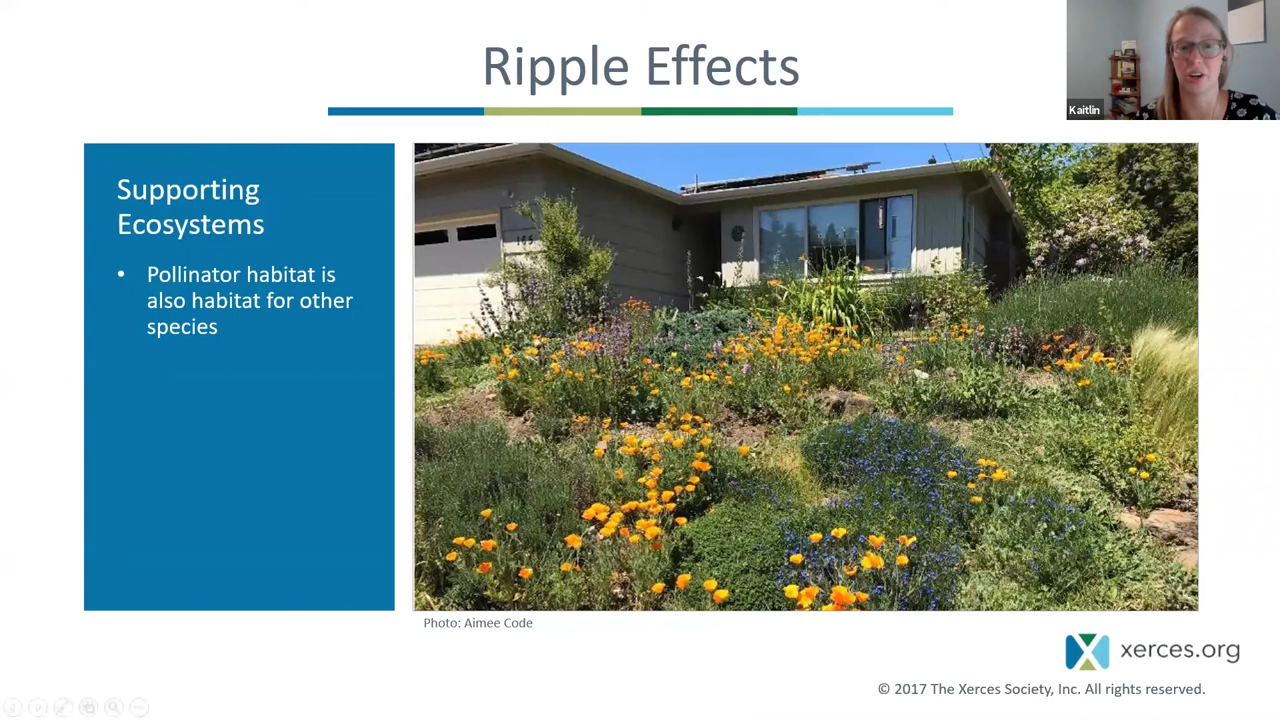 Ripple Effects
Kaitlin
Supporting
Ecosystems
• Pollinator habitat is
also habitat for other
species
Photo: Aimee Code
xerces.org
© 2017 The Xerces Society, Inc. All rights reserved.